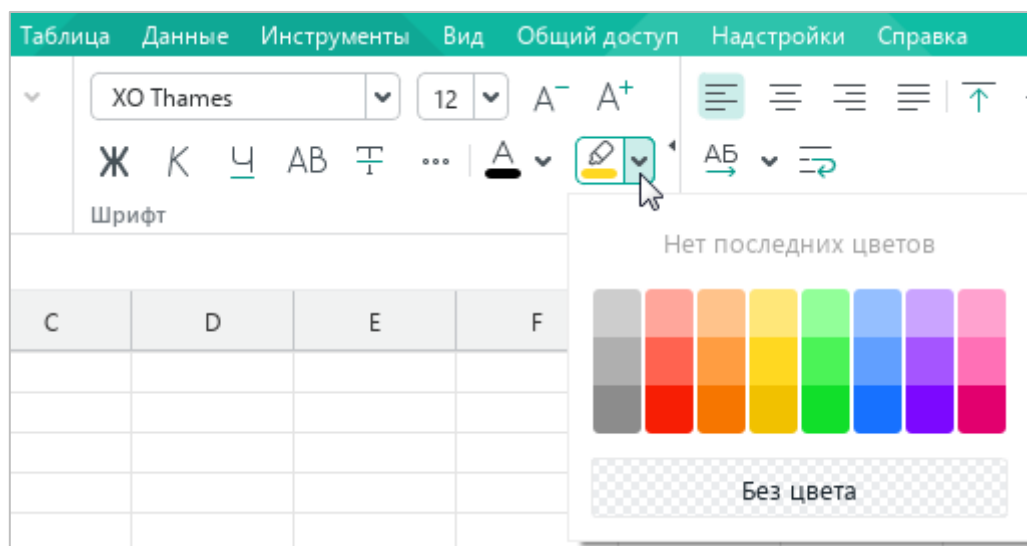 Таблица Данные Инструменты Вид Общий доступ Надстройки Справка
XO Thames 12 A⁻ A⁺
Ж К Ч АВ Т А АБ
Шрифт
Нет последних цветов
C D E F
Без цвета